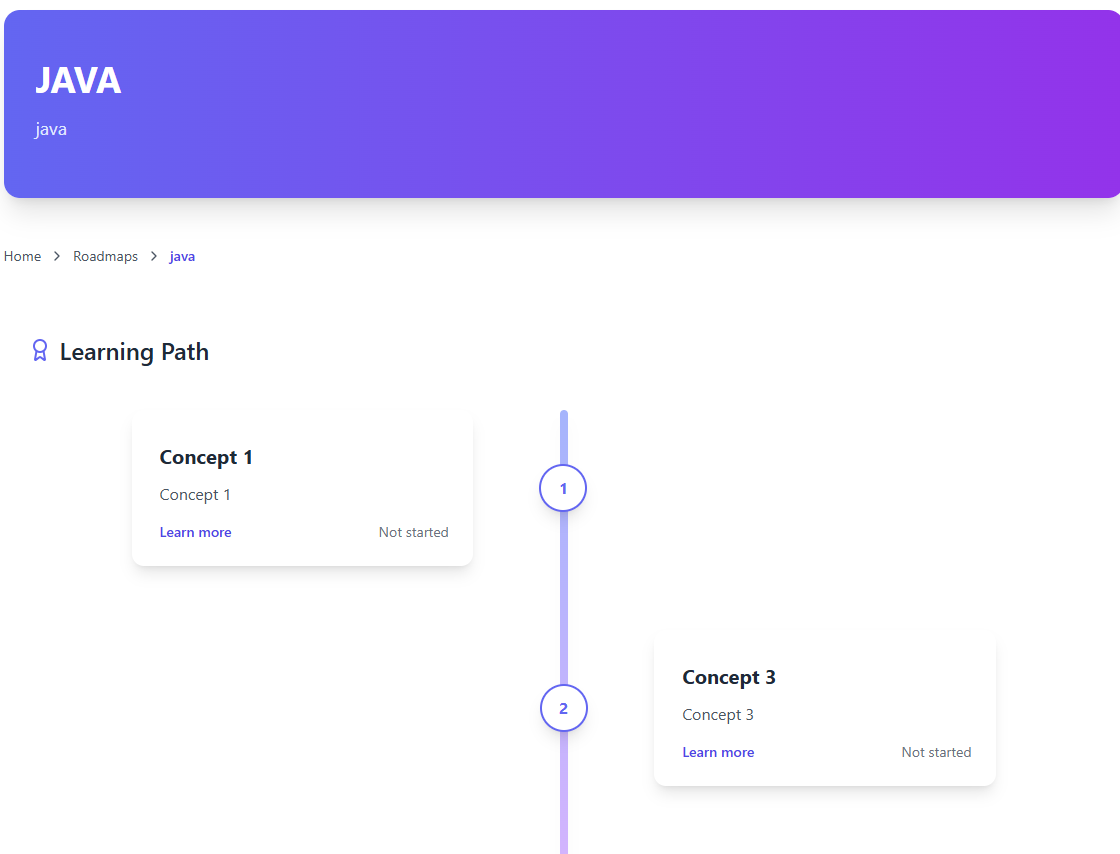 JAVA
java
Home > Roadmaps > java
Learning Path
Concept 1
Concept 1
Learn more Not started
1
Concept 3
Concept 3
Learn more Not started
2